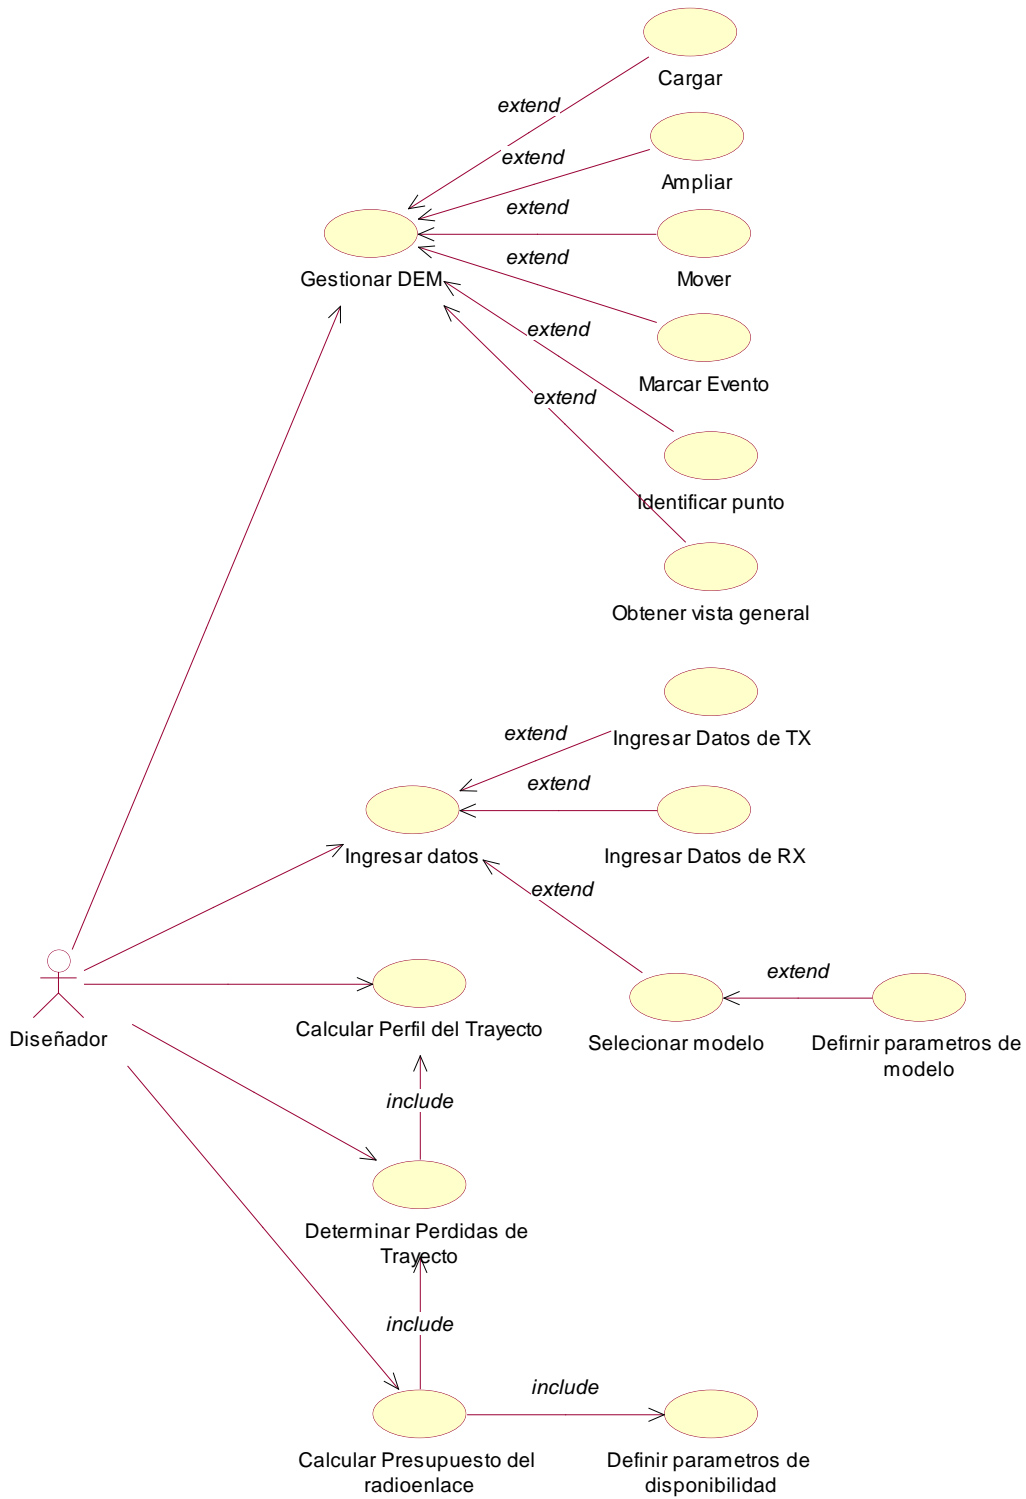 Cargar
extend
extend
Ampliar
extend
Mover
extend
Gestionar DEM
extend
Marcar Evento
extend
Identificar punto
Obtener vista general
extend
Ingresar Datos de TX
extend
Ingresar datos
Ingresar Datos de RX
extend
extend
Diseñador
Calcular Perfil del Trayecto
Selecionar modelo
Defirnir parametros de
modelo
include
Determinar Perdidas de
Trayecto
include
include
Calcular Presupuesto del
radioenlace
Definir parametros de
disponibilidad